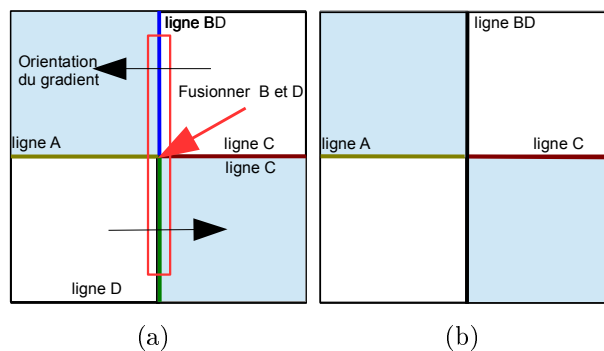 ligne BD
Orientation
du gradient
Fusionner B et D
ligne A
ligne C
ligne C
ligne D
(a)
ligne BD
ligne A
ligne C
(b)